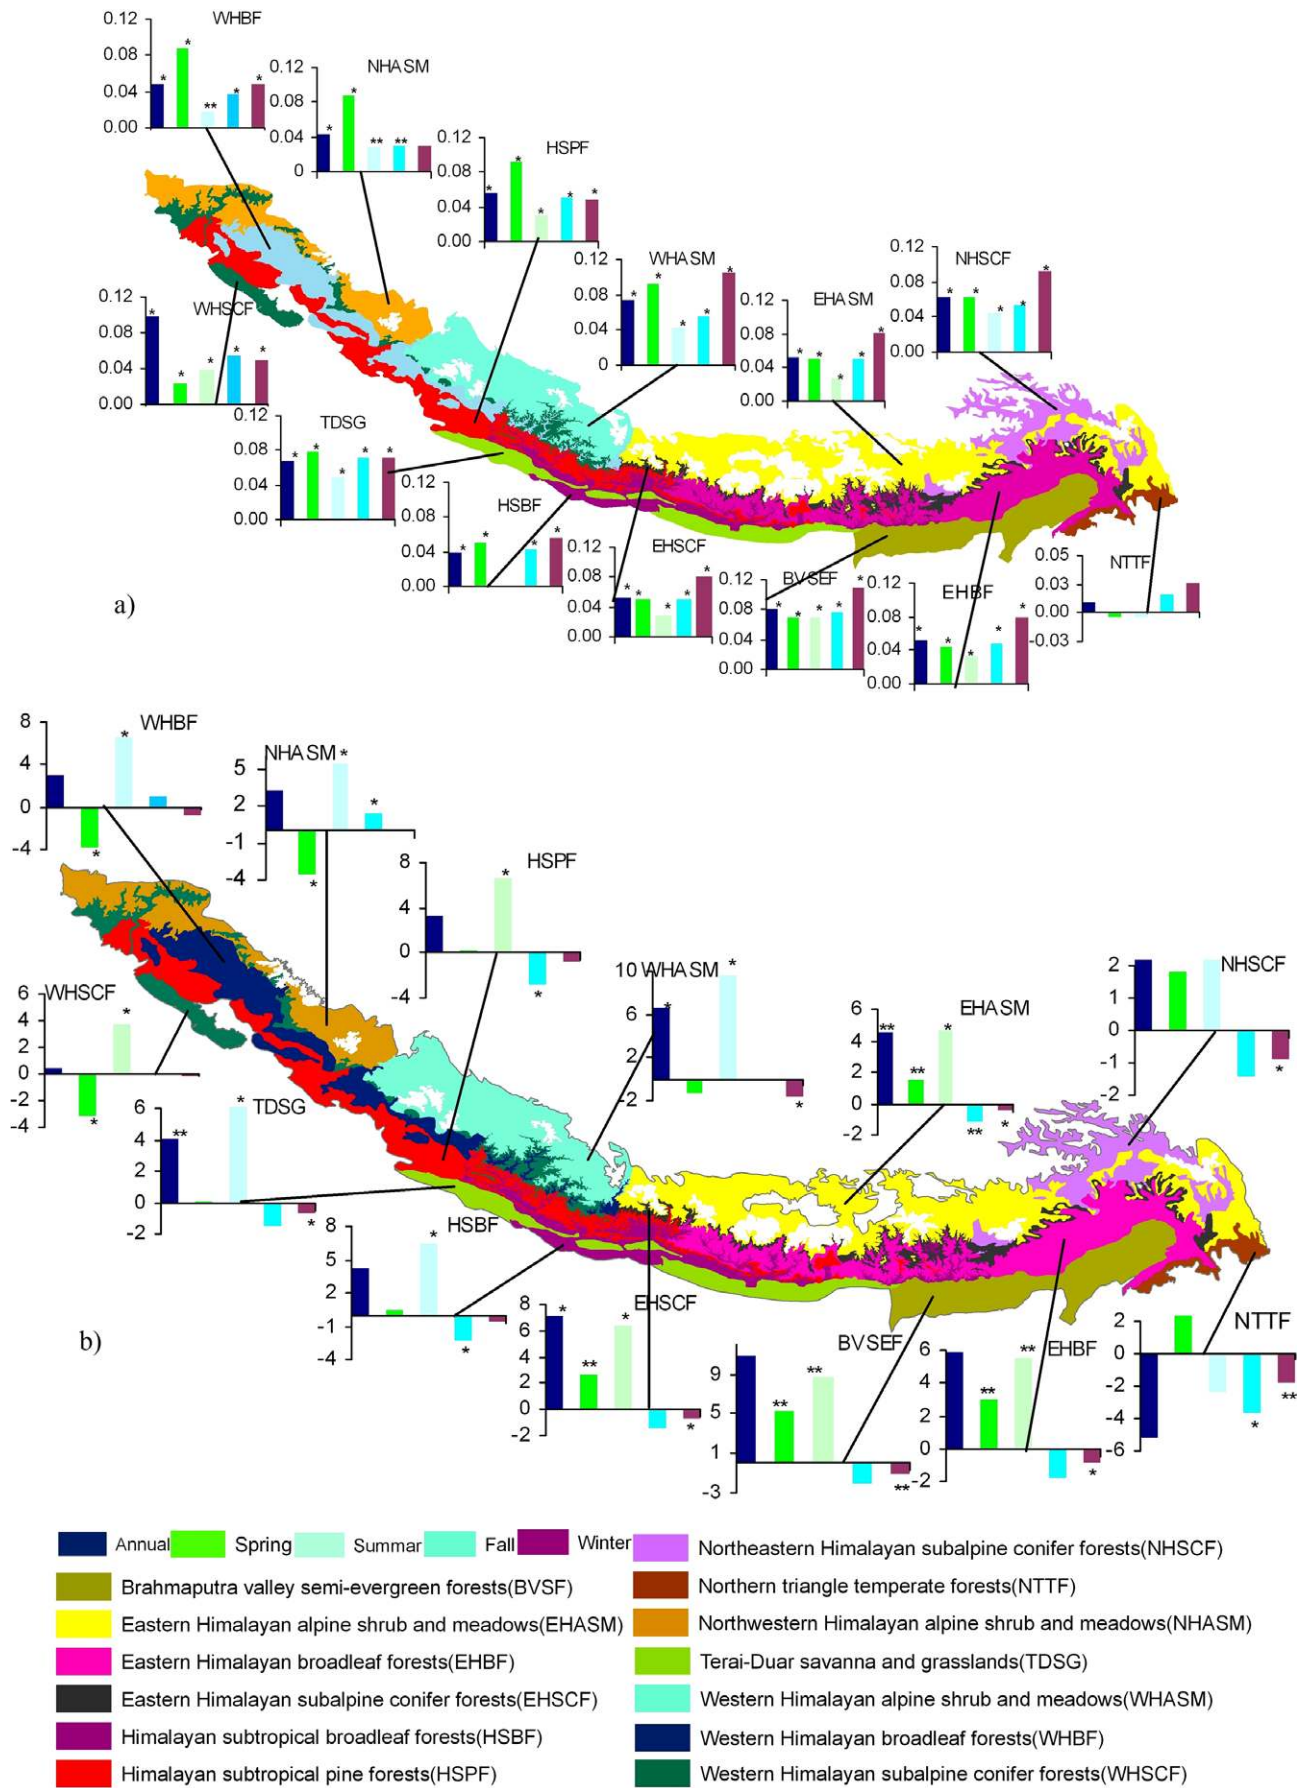 WHBF
0.12
0.08
0.04
0.00
* * ** * *
NHASM
0.12
0.08
0.04
0
* * ** **
HSPF
0.12
0.08
0.04
0.00
* * * * *
WHASM
0.12
0.08
0.04
0
* * * * *
EHASM
0.12
0.08
0.04
0.00
* * * * *
NHSCF
0.12
0.08
0.04
0.00
* * * * *
WHSCF
0.12
0.08
0.04
0.00
* * * *
TDSG
0.12
0.08
0.04
0.00
* * * * *
HSBF
0.12
0.08
0.04
0.00
* * * *
EHSCF
0.12
0.08
0.04
0.00
* * * * *
BVSEF
0.12
0.08
0.04
0.00
* * * * *
EHBF
0.12
0.08
0.04
0.00
* * * * *
NTTF
0.05
0.03
0.00
-0.03
a)
WHBF
8
4
0
-4
* *
NHASM
5
2
-1
-4
* * *
HSPF
8
4
0
-4
* *
WHASM
10
6
2
-2
* * *
EHASM
6
4
2
0
-2
** ** * ** *
NHSCF
2
1
0
-1
-2
*
WHSCF
6
4
2
0
-2
-4
* *
TDSG
6
4
2
0
-2
** * *
HSBF
8
5
2
-1
-4
* *
EHSCF
8
6
4
2
0
-2
* ** * *
BVSEF
9
5
1
-3
** ** **
EHBF
6
4
2
0
-2
** ** *
NTTF
2
0
-2
-4
-6
* **
b)
Annual Spring Summar Fall Winter
Northeastern Himalayan subalpine conifer forests(NHSCF)
Brahmaputra valley semi-evergreen forests(BVSF)
Northern triangle temperate forests(NTTF)
Eastern Himalayan alpine shrub and meadows(EHASM)
Northwestern Himalayan alpine shrub and meadows(NHASM)
Eastern Himalayan broadleaf forests(EHBF)
Terai-Duar savanna and grasslands(TDSG)
Eastern Himalayan subalpine conifer forests(EHSCF)
Western Himalayan alpine shrub and meadows(WHASM)
Himalayan subtropical broadleaf forests(HSBF)
Western Himalayan broadleaf forests(WHBF)
Himalayan subtropical pine forests(HSPF)
Western Himalayan subalpine conifer forests(WHSCF)